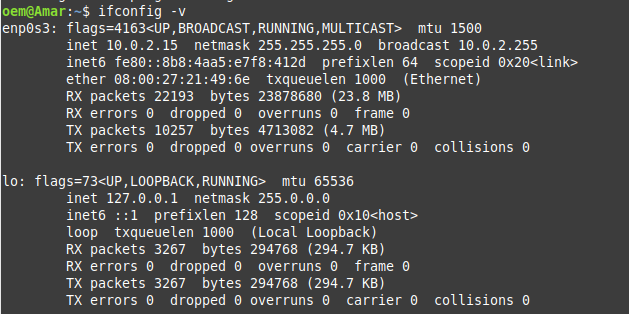 oem@Amar:~$ ifconfig -v
enp0s3: flags=4163<UP,BROADCAST,RUNNING,MULTICAST>  mtu 1500
        inet 10.0.2.15  netmask 255.255.255.0  broadcast 10.0.2.255
        inet6 fe80::8b8:4aa5:e7f8:412d  prefixlen 64  scopeid 0x20<link>
        ether 08:00:27:21:49:6e  txqueuelen 1000  (Ethernet)
        RX packets 22193  bytes 23878680 (23.8 MB)
        RX errors 0  dropped 0  overruns 0  frame 0
        TX packets 10257  bytes 4713082 (4.7 MB)
        TX errors 0  dropped 0 overruns 0  carrier 0  collisions 0

lo: flags=73<UP,LOOPBACK,RUNNING>  mtu 65536
        inet 127.0.0.1  netmask 255.0.0.0
        inet6 ::1  prefixlen 128  scopeid 0x10<host>
        loop  txqueuelen 1000  (Local Loopback)
        RX packets 3267  bytes 294768 (294.7 KB)
        RX errors 0  dropped 0  overruns 0  frame 0
        TX packets 3267  bytes 294768 (294.7 KB)
        TX errors 0  dropped 0 overruns 0  carrier 0  collisions 0